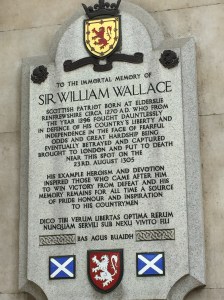 TO THE IMMORTAL MEMORY OF
SIR WILLIAM WALLACE
SCOTTISH PATRIOT BORN AT ELDERSLIE
RENFREWSHIRE CIRCA 1270 A.D. WHO FROM
THE YEAR 1296 FOUGHT DAUNTLESSLY
IN DEFENCE OF HIS COUNTRY'S LIBERTY AND
INDEPENDENCE IN THE FACE OF FEARFUL
ODDS AND GREAT HARDSHIP BEING
EVENTUALLY BETRAYED AND CAPTURED
BROUGHT TO LONDON AND PUT TO DEATH
NEAR THIS SPOT ON THE
23RD AUGUST 1305
HIS EXAMPLE HEROISM AND DEVOTION
INSPIRED THOSE WHO CAME AFTER HIM
TO WIN VICTORY FROM DEFEAT AND HIS
MEMORY REMAINS FOR ALL TIME A SOURCE
OF PRIDE HONOUR AND INSPIRATION
TO HIS COUNTRYMEN
DICO TIBI VERUM LIBERTAS OPTIMA RERUM
NUNQUAM SERVILI SUB NEXU VIVITO FILI
BAS AGUS BUAIDH